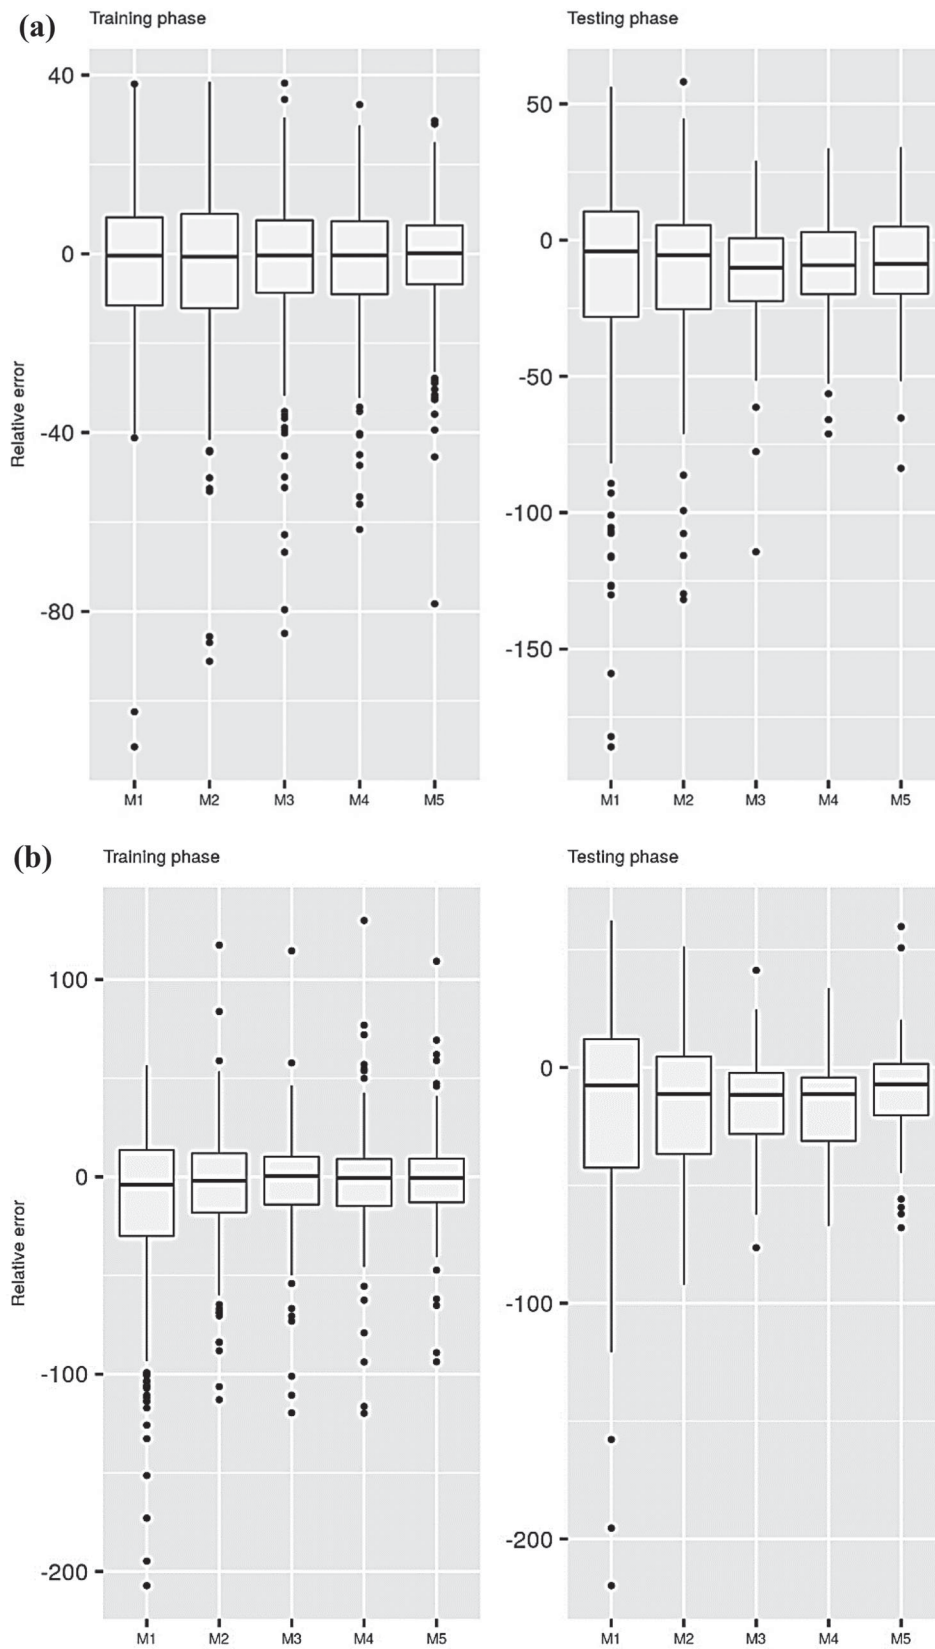 (a)
Training phase
Testing phase
40
0
-40
-80
Relative error
M1 M2 M3 M4 M5
50
0
-50
-100
-150
M1 M2 M3 M4 M5
(b)
Training phase
Testing phase
100
0
-100
-200
Relative error
M1 M2 M3 M4 M5
0
-100
-200
M1 M2 M3 M4 M5